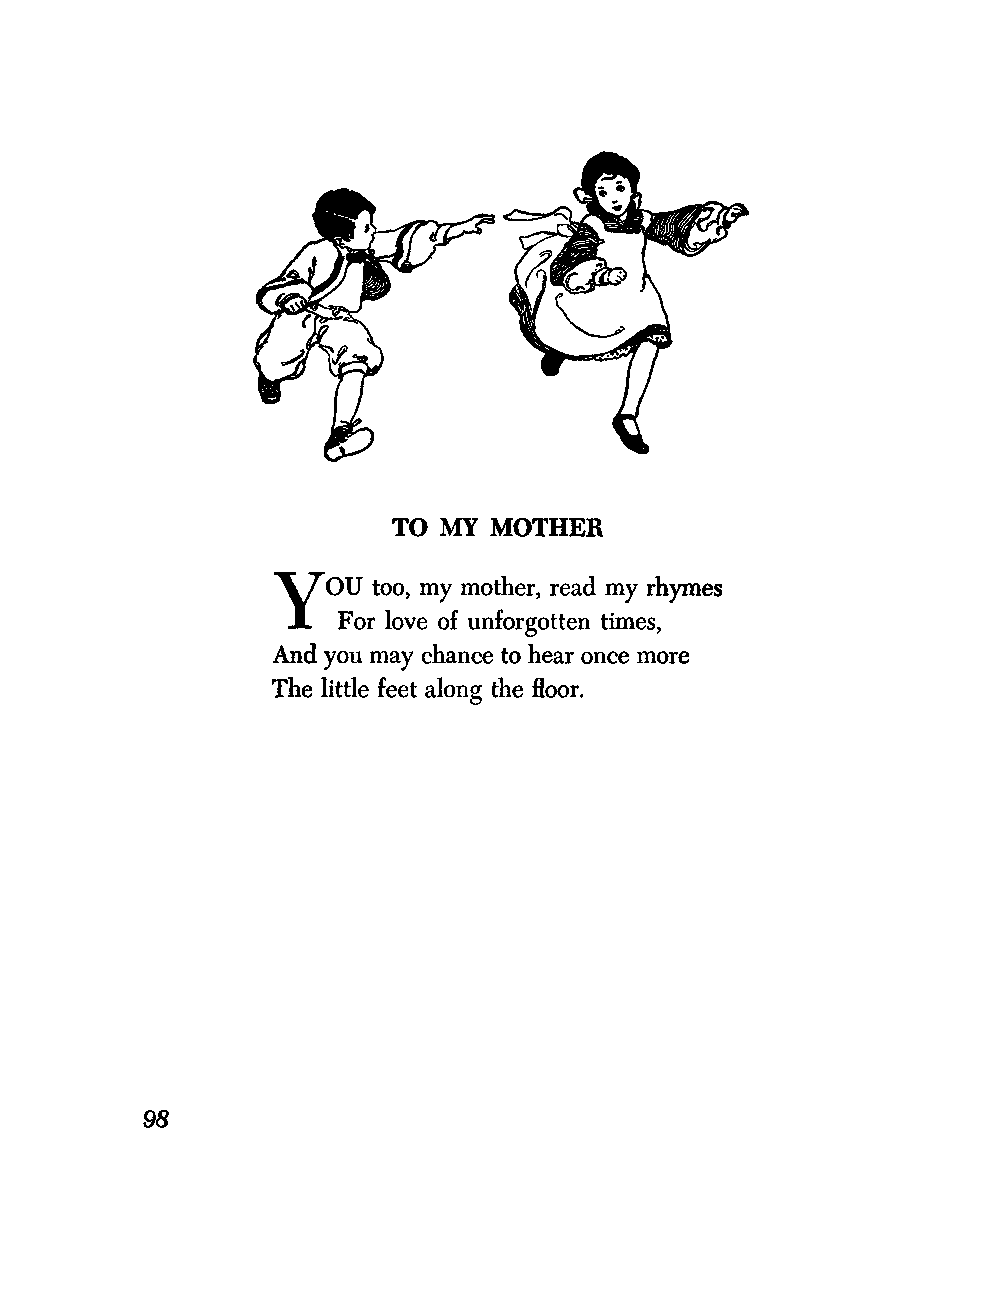 TO MY MOTHER
YOU too, my mother, read my rhymes
For love of unforgotten times,
And you may chance to hear once more
The little feet along the floor.
98